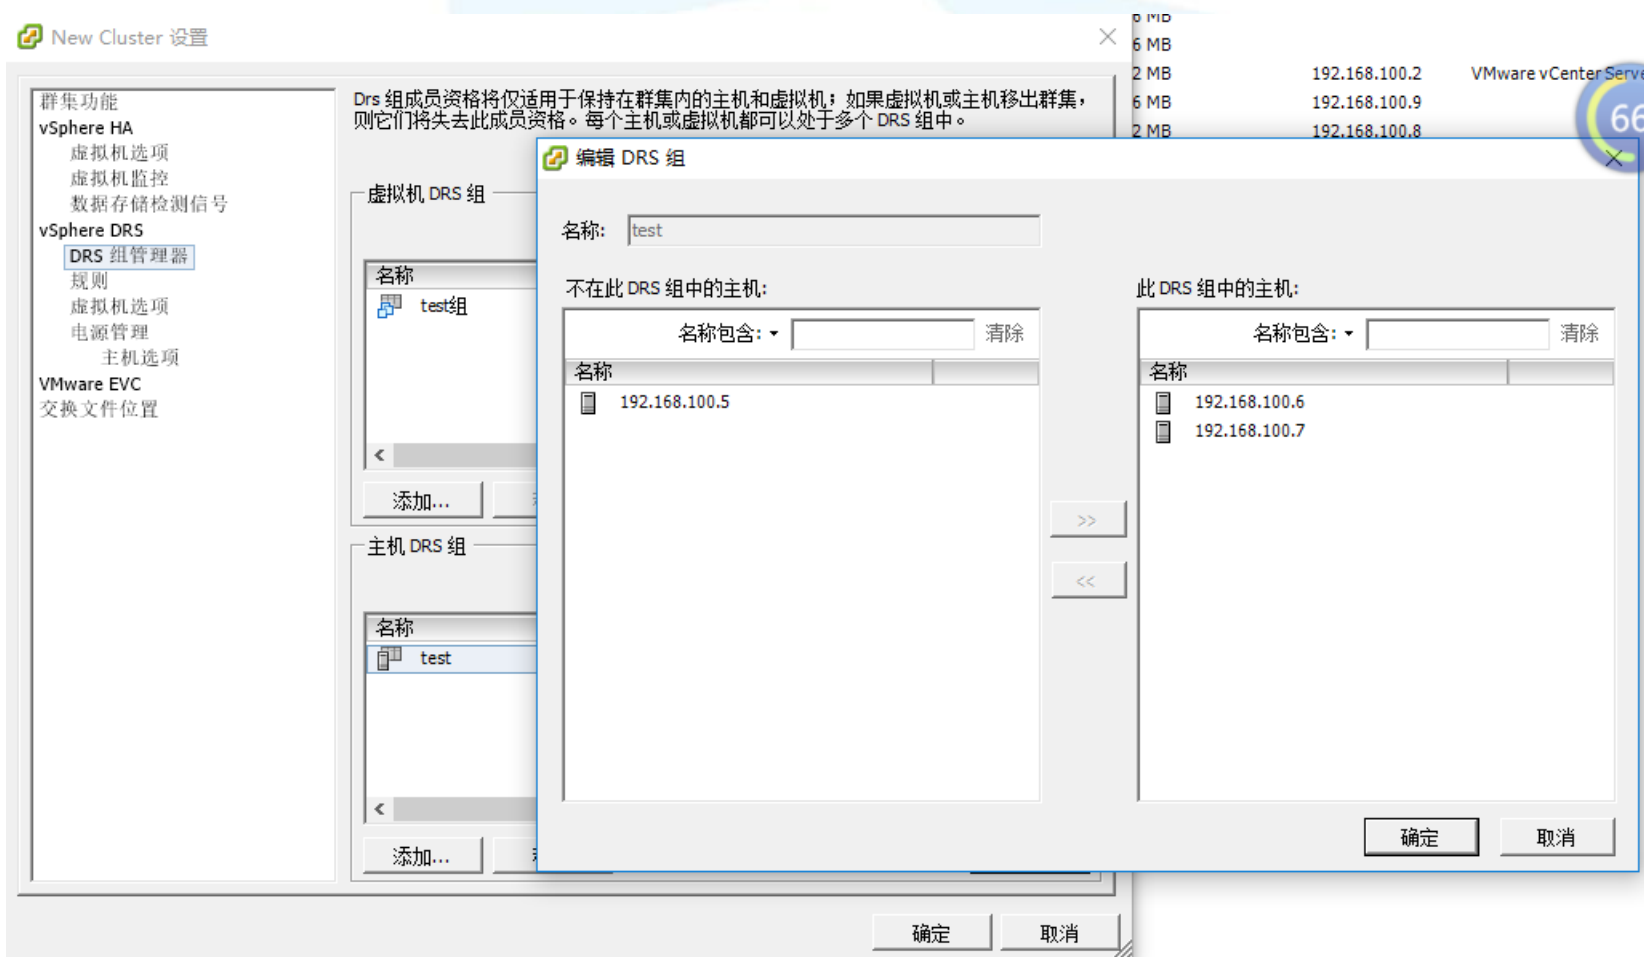 New Cluster 设置
6 MB
6 MB
2 MB 192.168.100.2 VMware vCenter Serve
6 MB 192.168.100.9
2 MB 192.168.100.8
66
群集功能
vSphere HA
虚拟机选项
虚拟机监控
数据存储检测信号
vSphere DRS
DRS 组管理器
规则
虚拟机选项
电源管理
主机选项
VMware EVC
交换文件位置
Drs 组成员资格将仅适用于保持在群集内的主机和虚拟机；如果虚拟机或主机移出群集，
则它们将失去此成员资格。每个主机或虚拟机都可以处于多个 DRS 组中。
虚拟机 DRS 组
名称
test组
<
添加...
主机 DRS 组
名称
test
<
添加...
编辑 DRS 组
名称: test
不在此 DRS 组中的主机:
名称包含: 清除
名称
192.168.100.5
>>
<<
此 DRS 组中的主机:
名称包含: 清除
名称
192.168.100.6
192.168.100.7
确定 取消
确定 取消